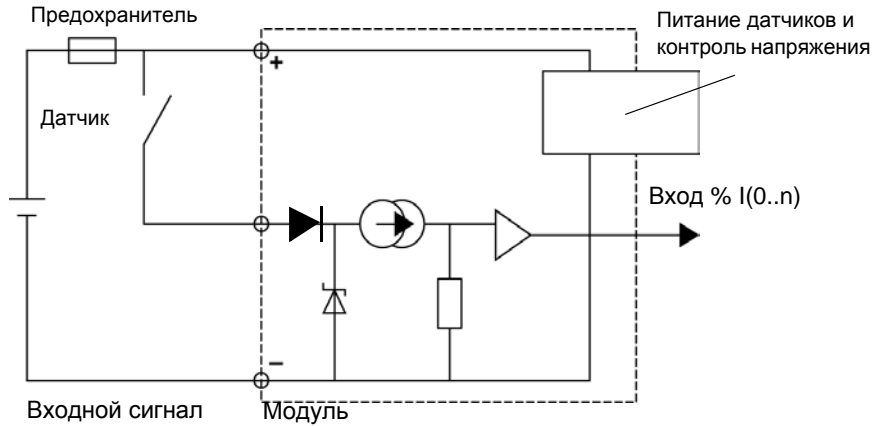 Предохранитель
Питание датчиков и
контроль напряжения
+
Датчик
Вход % I(0..n)
−
Входной сигнал
Модуль